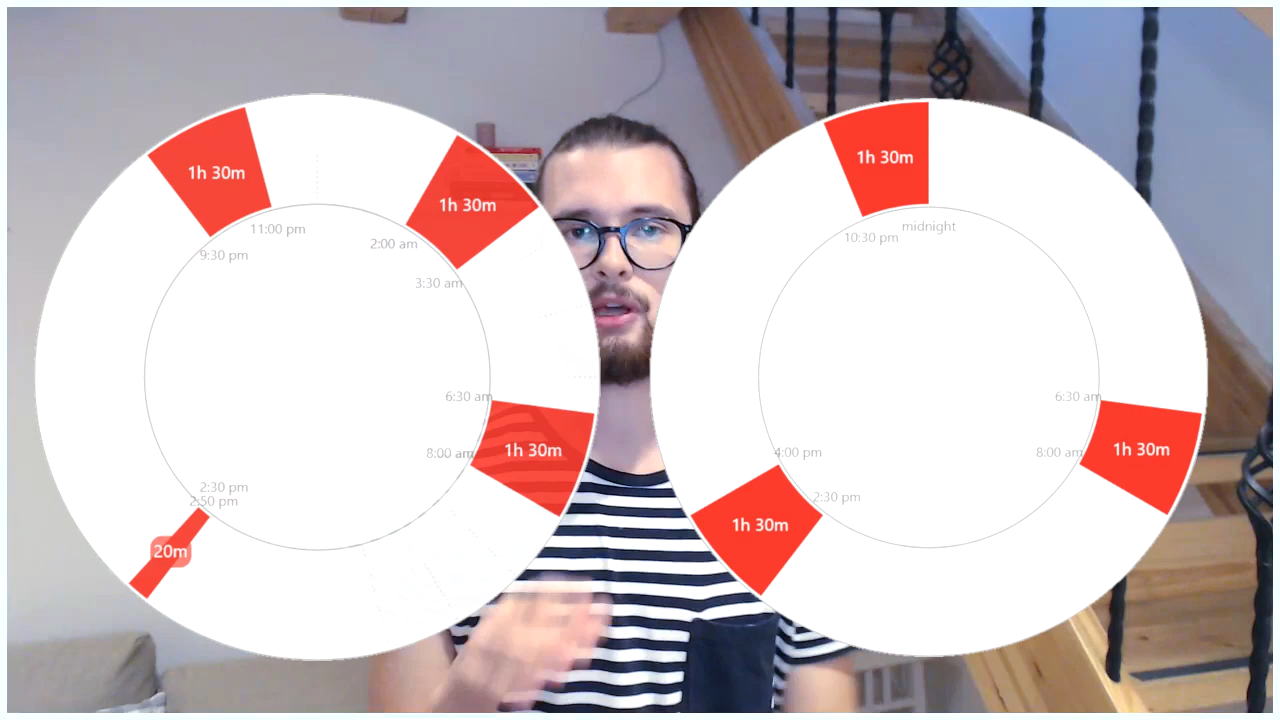 1h 30m
11:00 pm
9:30 pm
1h 30m
2:00 am
3:30 am
6:30 am
1h 30m
8:00 am
2:30 pm
2:50 pm
20m
1h 30m
midnight
10:30 pm
6:30 am
1h 30m
8:00 am
4:00 pm
2:30 pm
1h 30m